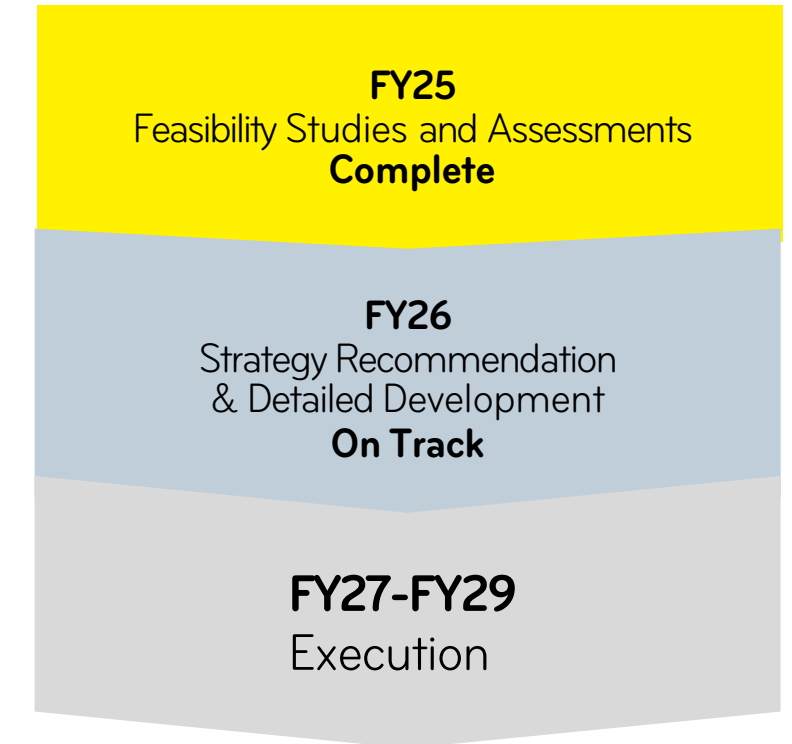 FY25
Feasibility Studies and Assessments
Complete
FY26
Strategy Recommendation
& Detailed Development
On Track
FY27-FY29
Execution